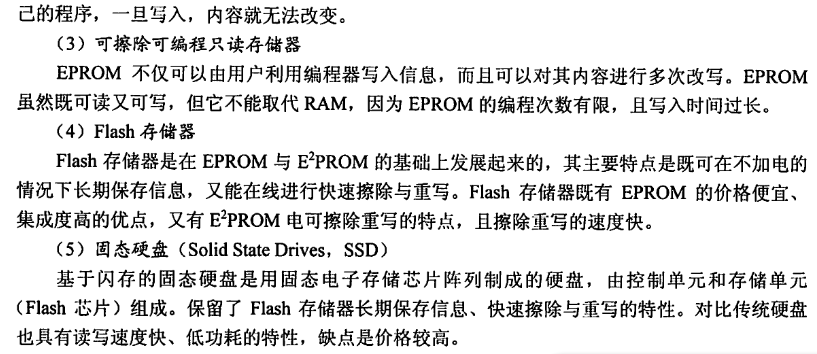 己的程序，一旦写入，内容就无法改变。
（3）可擦除可编程只读存储器
EPROM 不仅可以由用户利用编程器写入信息，而且可以对其内容进行多次改写。EPROM
虽然既可读又可写，但它不能取代 RAM，因为 EPROM 的编程次数有限，且写入时间过长。
（4）Flash 存储器
Flash 存储器是在 EPROM 与 E²PROM 的基础上发展起来的，其主要特点是既可在不加电的
情况下长期保存信息，又能在线进行快速擦除与重写。Flash 存储器既有 EPROM 的价格便宜、
集成度高的优点，又有 E²PROM 电可擦除重写的特点，且擦除重写的速度快。
（5）固态硬盘（Solid State Drives，SSD）
基于闪存的固态硬盘是用固态电子存储芯片阵列制成的硬盘，由控制单元和存储单元
（Flash 芯片）组成。保留了 Flash 存储器长期保存信息、快速擦除与重写的特性。对比传统硬盘
也具有读写速度快、低功耗的特性，缺点是价格较高。